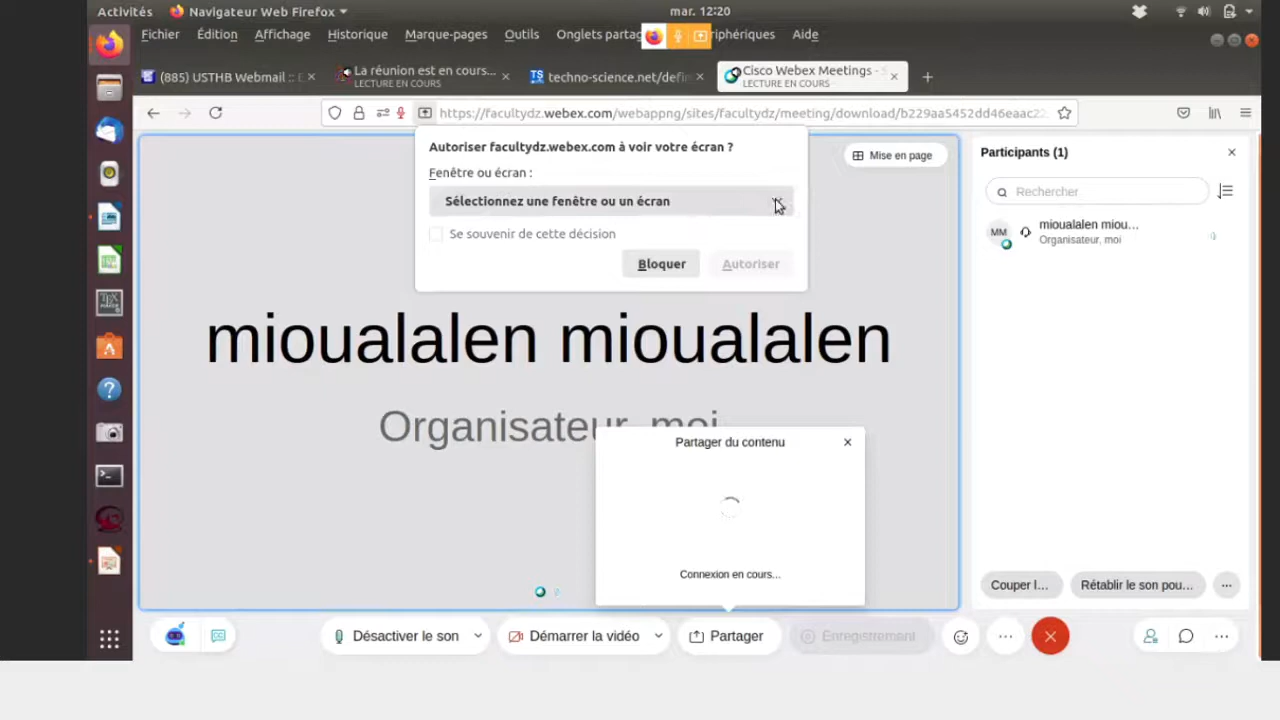 Activités Navigateur Web Firefox mar. 12:20
Fichier Édition Affichage Historique Marque-pages Outils Onglets partag riphériques Aide
(885) USTHB Webmail :: E La réunion est en cours... techno-science.net/defin Cisco Webex Meetings - S
LECTURE EN COURS LECTURE EN COURS
https://facultydz.webex.com/webappng/sites/facultydz/meeting/download/b229aa5452dd46eaac22
Autoriser facultydz.webex.com à voir votre écran ?
Fenêtre ou écran :
Sélectionnez une fenêtre ou un écran
Se souvenir de cette décision
Bloquer Autoriser
Mise en page
Participants (1)
Rechercher
MM mioualalen miou...
Organisateur, moi
mioualalen mioualalen
Organisateur, moi
Partager du contenu
Connexion en cours...
Couper l... Rétablir le son pou...
Désactiver le son Démarrer la vidéo Partager Enregistrement